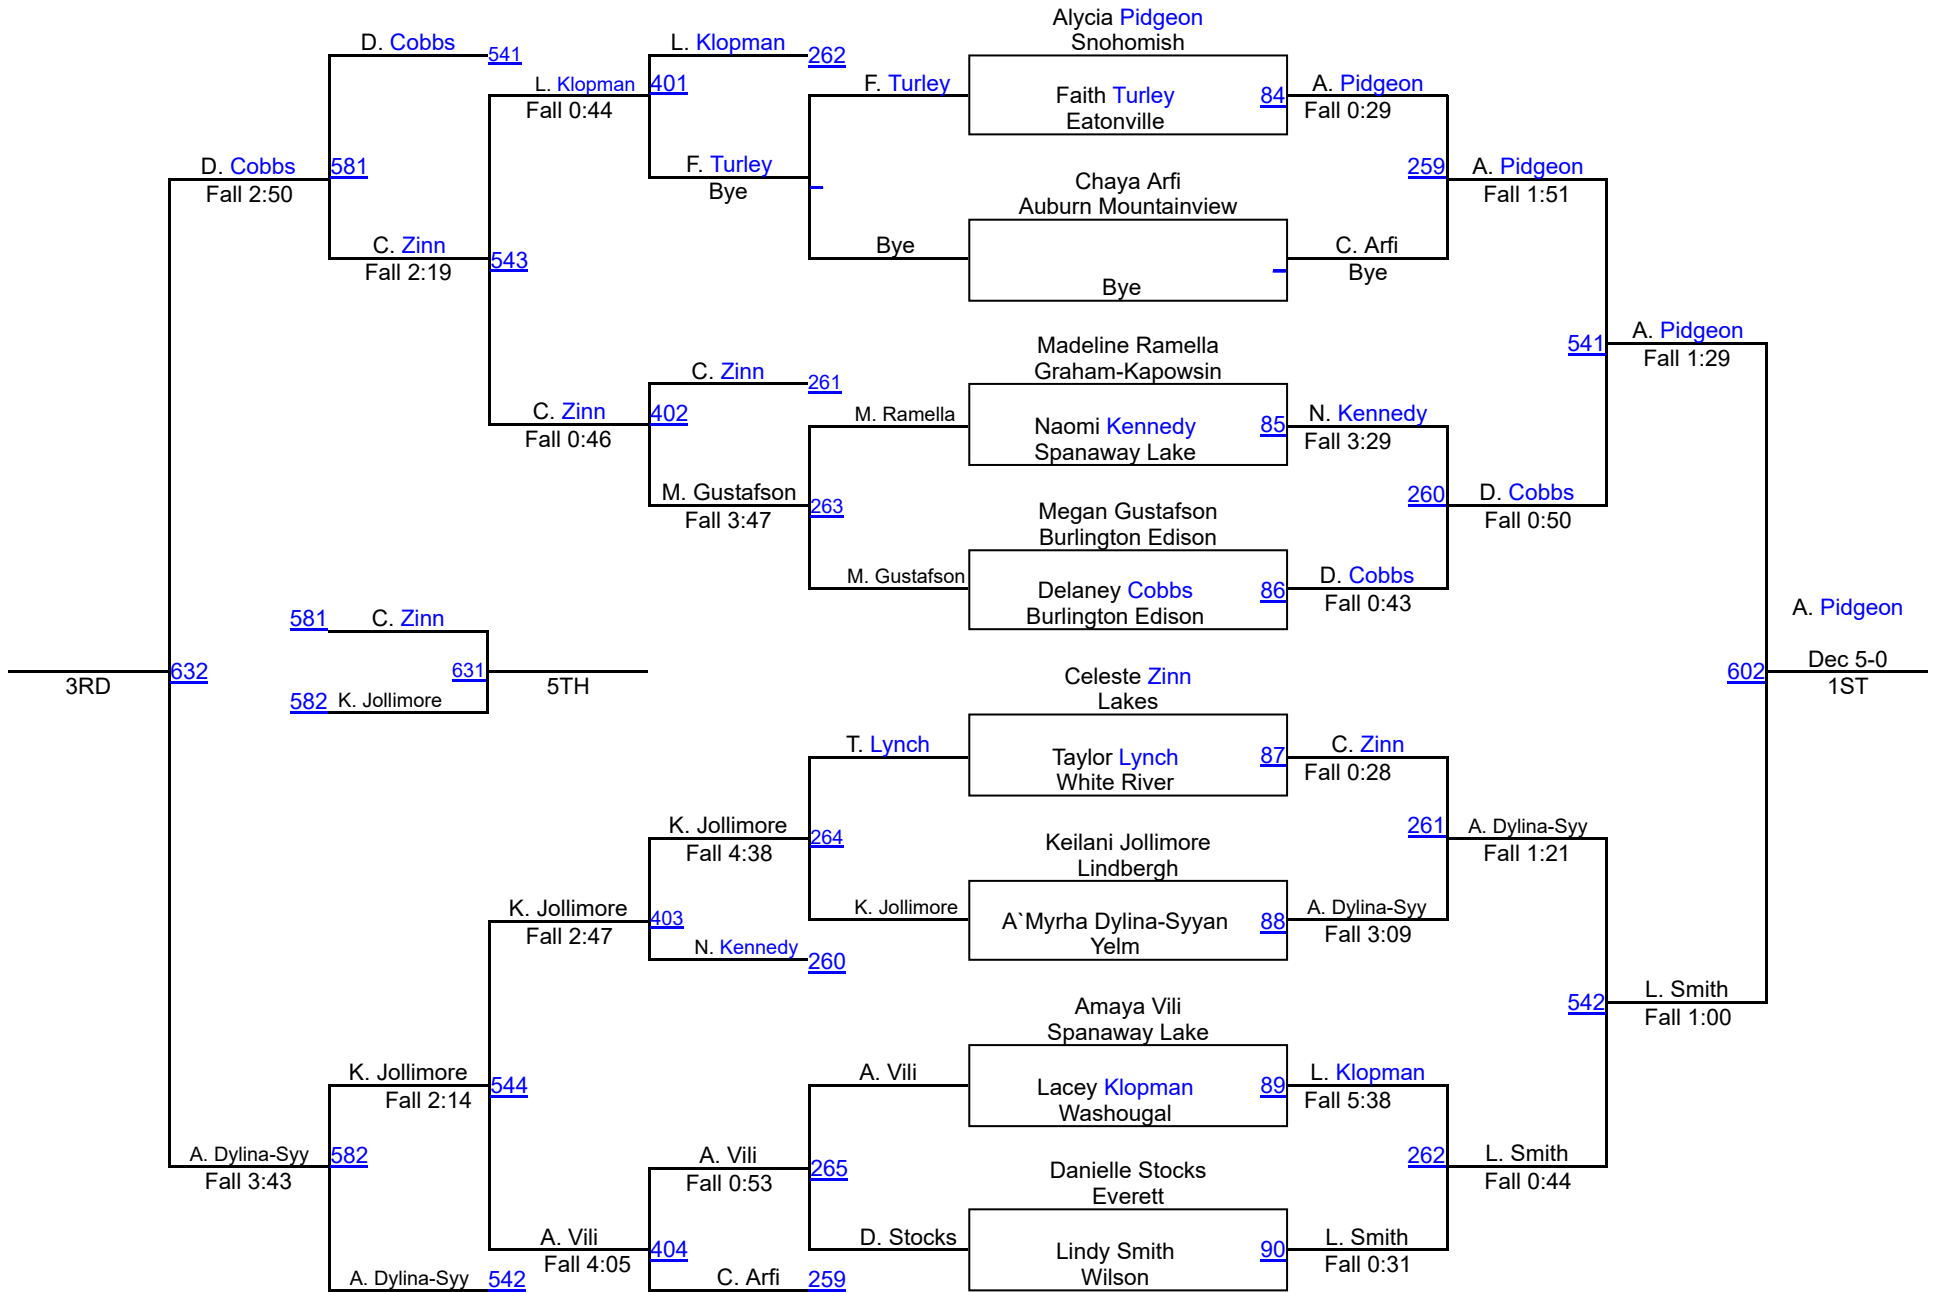 Alycia Pidgeon
Snohomish
D. Cobbs
541
L. Klopman
262
L. Klopman
401
Fall 0:44
F. Turley
Faith Turley
Eatonville
84
A. Pidgeon
Fall 0:29
D. Cobbs
581
Fall 2:50
F. Turley
Bye
Chaya Arfi
Auburn Mountainview
259
A. Pidgeon
Fall 1:51
C. Zinn
Fall 2:19
543
Bye
Bye
C. Arfi
Bye
Madeline Ramella
Graham-Kapowsin
541
A. Pidgeon
Fall 1:29
C. Zinn
261
C. Zinn
402
Fall 0:46
M. Ramella
Naomi Kennedy
Spanaway Lake
85
N. Kennedy
Fall 3:29
M. Gustafson
Fall 3:47
263
Megan Gustafson
Burlington Edison
260
D. Cobbs
Fall 0:50
M. Gustafson
Delaney Cobbs
Burlington Edison
86
D. Cobbs
Fall 0:43
581
C. Zinn
A. Pidgeon
3RD
632
631
5TH
582
K. Jollimore
Celeste Zinn
Lakes
602
Dec 5-0
1ST
T. Lynch
Taylor Lynch
White River
87
C. Zinn
Fall 0:28
K. Jollimore
Fall 4:38
264
Keilani Jollimore
Lindbergh
261
A. Dylina-Syy
Fall 1:21
K. Jollimore
Fall 2:47
403
K. Jollimore
A`Myrha Dylina-Syyan
Yelm
88
A. Dylina-Syy
Fall 3:09
N. Kennedy
260
Amaya Vili
Spanaway Lake
542
L. Smith
Fall 1:00
K. Jollimore
Fall 2:14
544
A. Vili
Lacey Klopman
Washougal
89
L. Klopman
Fall 5:38
A. Dylina-Syy
Fall 3:43
582
A. Vili
Fall 0:53
265
Danielle Stocks
Everett
262
L. Smith
Fall 0:44
A. Vili
Fall 4:05
404
D. Stocks
Lindy Smith
Wilson
90
L. Smith
Fall 0:31
A. Dylina-Syy
542
C. Arfi
259